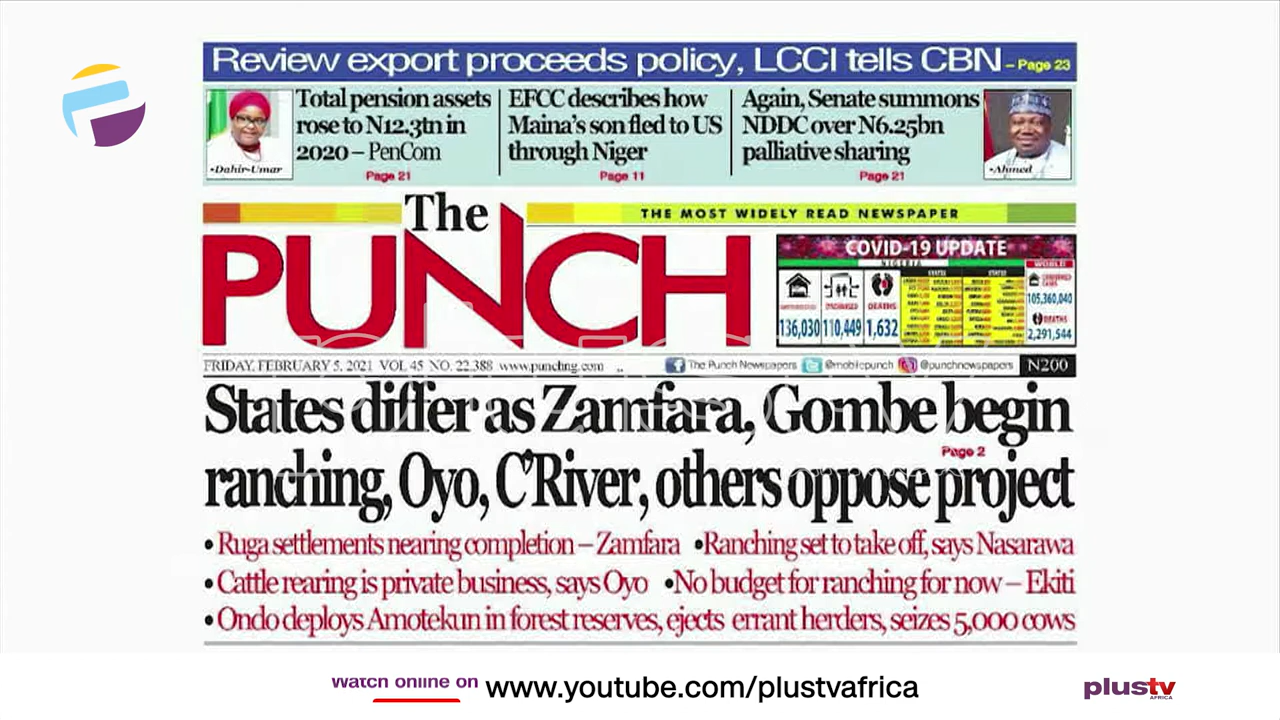 Review export proceeds policy, LCCI tells CBN – Page 23
•Dahir-Umar
Total pension assets
rose to N12.3tn in
2020 – PenCom
Page 21
EFCC describes how
Maina's son fled to US
through Niger
Page 11
Again, Senate summons
NDDC over N6.25bn
palliative sharing
Page 21
•Ahmed
The
PUNCH
THE MOST WIDELY READ NEWSPAPER
COVID-19 UPDATE
NIGERIA
WORLD
DEATHS
136,030 110,449 1,632
105,360,040
DEATHS
2,291,544
FRIDAY, FEBRUARY 5, 2021 VOL 45 NO. 22,388 www.punchng.com
The Punch Newspapers @mobilepunch @punchnewspapers N200
States differ as Zamfara, Gombe begin
Page 2
ranching, Oyo, C'River, others oppose project
•Ruga settlements nearing completion – Zamfara •Ranching set to take off, says Nasarawa
•Cattle rearing is private business, says Oyo •No budget for ranching for now – Ekiti
•Ondo deploys Amotekun in forest reserves, ejects errant herders, seizes 5,000 cows
watch online on www.youtube.com/plustvafrica
plustv
AFRICA